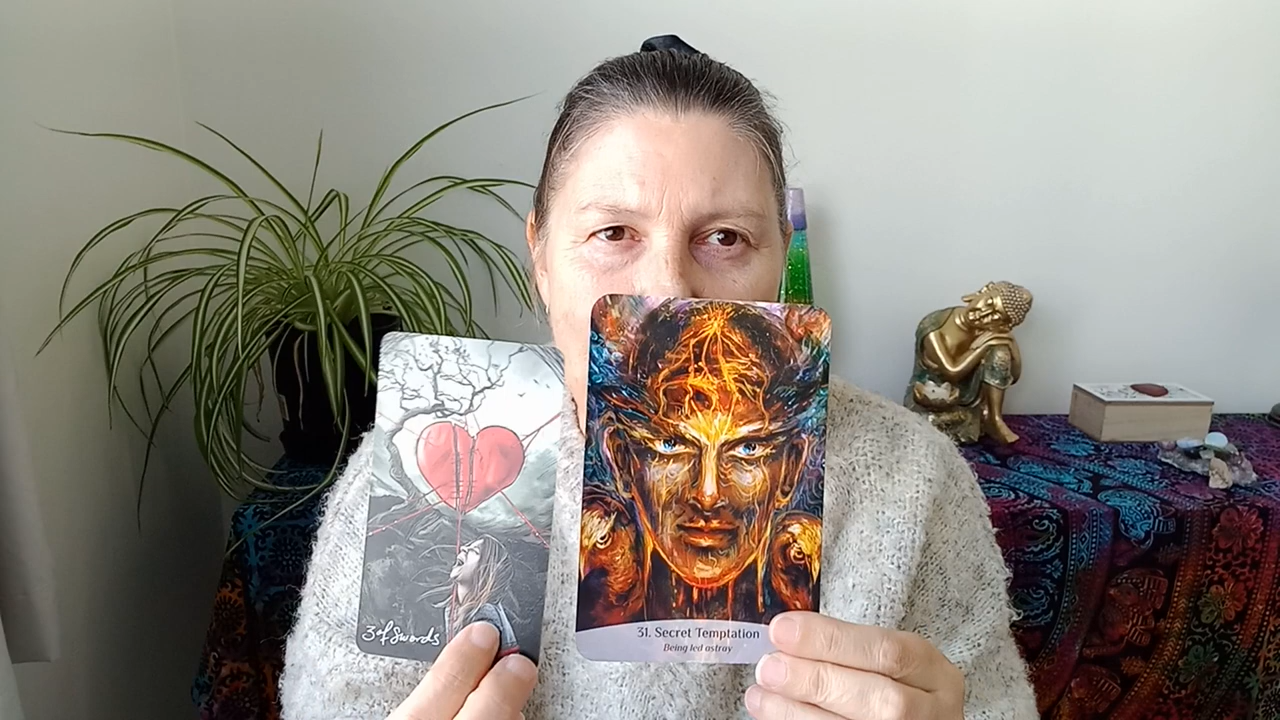 3 of Swords
31. Secret Temptation
Being led astray